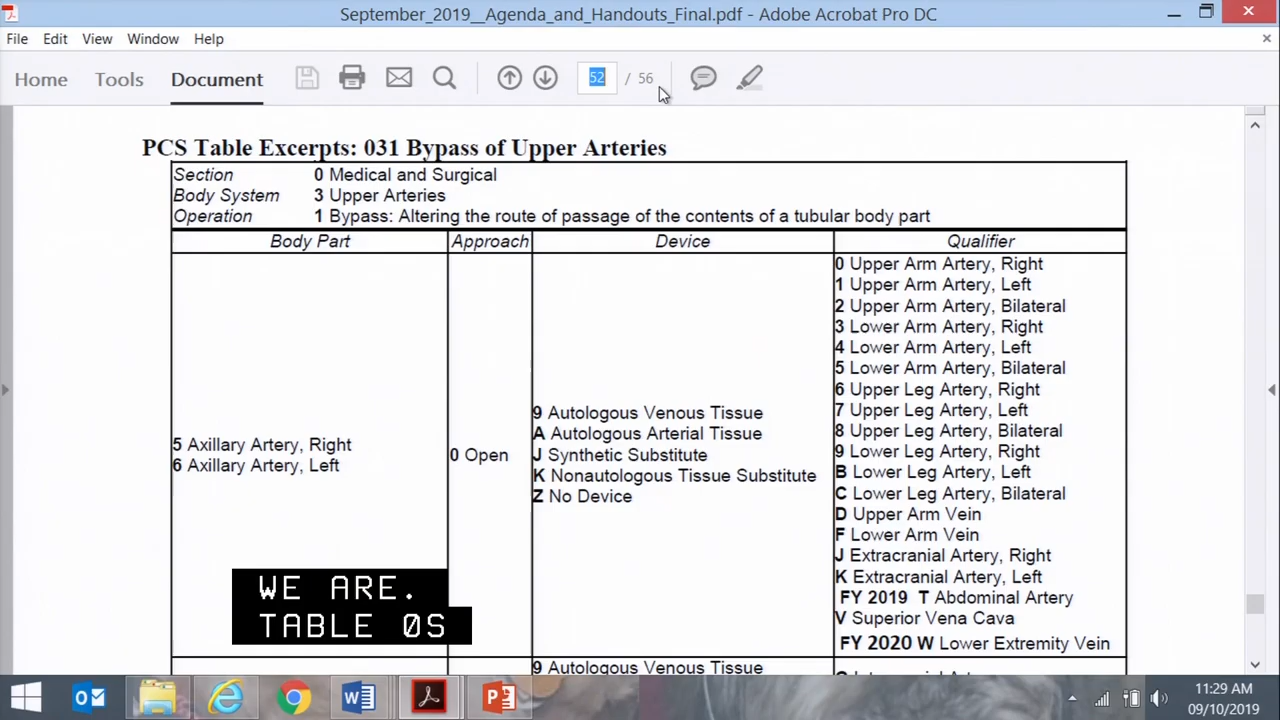 September_2019__Agenda_and_Handouts_Final.pdf - Adobe Acrobat Pro DC
File Edit View Window Help
Home Tools Document 52 / 56
PCS Table Excerpts: 031 Bypass of Upper Arteries
Section 0 Medical and Surgical
Body System 3 Upper Arteries
Operation 1 Bypass: Altering the route of passage of the contents of a tubular body part
Body Part Approach Device Qualifier
5 Axillary Artery, Right
6 Axillary Artery, Left
0 Open
9 Autologous Venous Tissue
A Autologous Arterial Tissue
J Synthetic Substitute
K Nonautologous Tissue Substitute
Z No Device
0 Upper Arm Artery, Right
1 Upper Arm Artery, Left
2 Upper Arm Artery, Bilateral
3 Lower Arm Artery, Right
4 Lower Arm Artery, Left
5 Lower Arm Artery, Bilateral
6 Upper Leg Artery, Right
7 Upper Leg Artery, Left
8 Upper Leg Artery, Bilateral
9 Lower Leg Artery, Right
B Lower Leg Artery, Left
C Lower Leg Artery, Bilateral
D Upper Arm Vein
F Lower Arm Vein
J Extracranial Artery, Right
K Extracranial Artery, Left
FY 2019 T Abdominal Artery
V Superior Vena Cava
FY 2020 W Lower Extremity Vein
9 Autologous Venous Tissue
WE ARE.
TABLE 0S
11:29 AM
09/10/2019